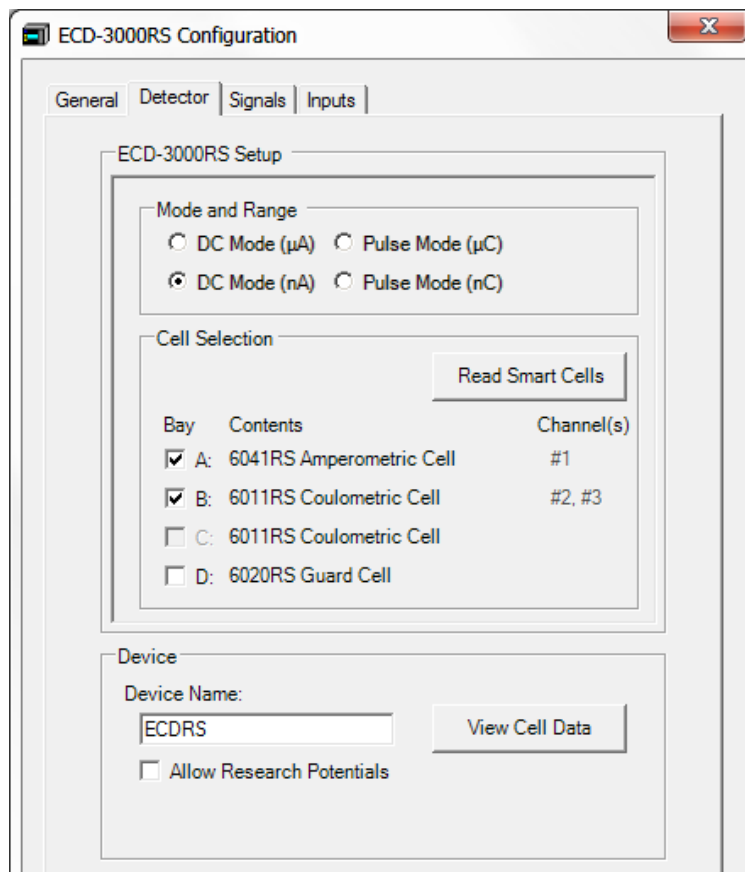 ECD-3000RS Configuration
General Detector Signals Inputs
ECD-3000RS Setup
Mode and Range
DC Mode (µA) Pulse Mode (µC)
DC Mode (nA) Pulse Mode (nC)
Cell Selection
Read Smart Cells
Bay Contents Channel(s)
A: 6041RS Amperometric Cell #1
B: 6011RS Coulometric Cell #2, #3
C: 6011RS Coulometric Cell
D: 6020RS Guard Cell
Device
Device Name:
ECDRS
View Cell Data
Allow Research Potentials